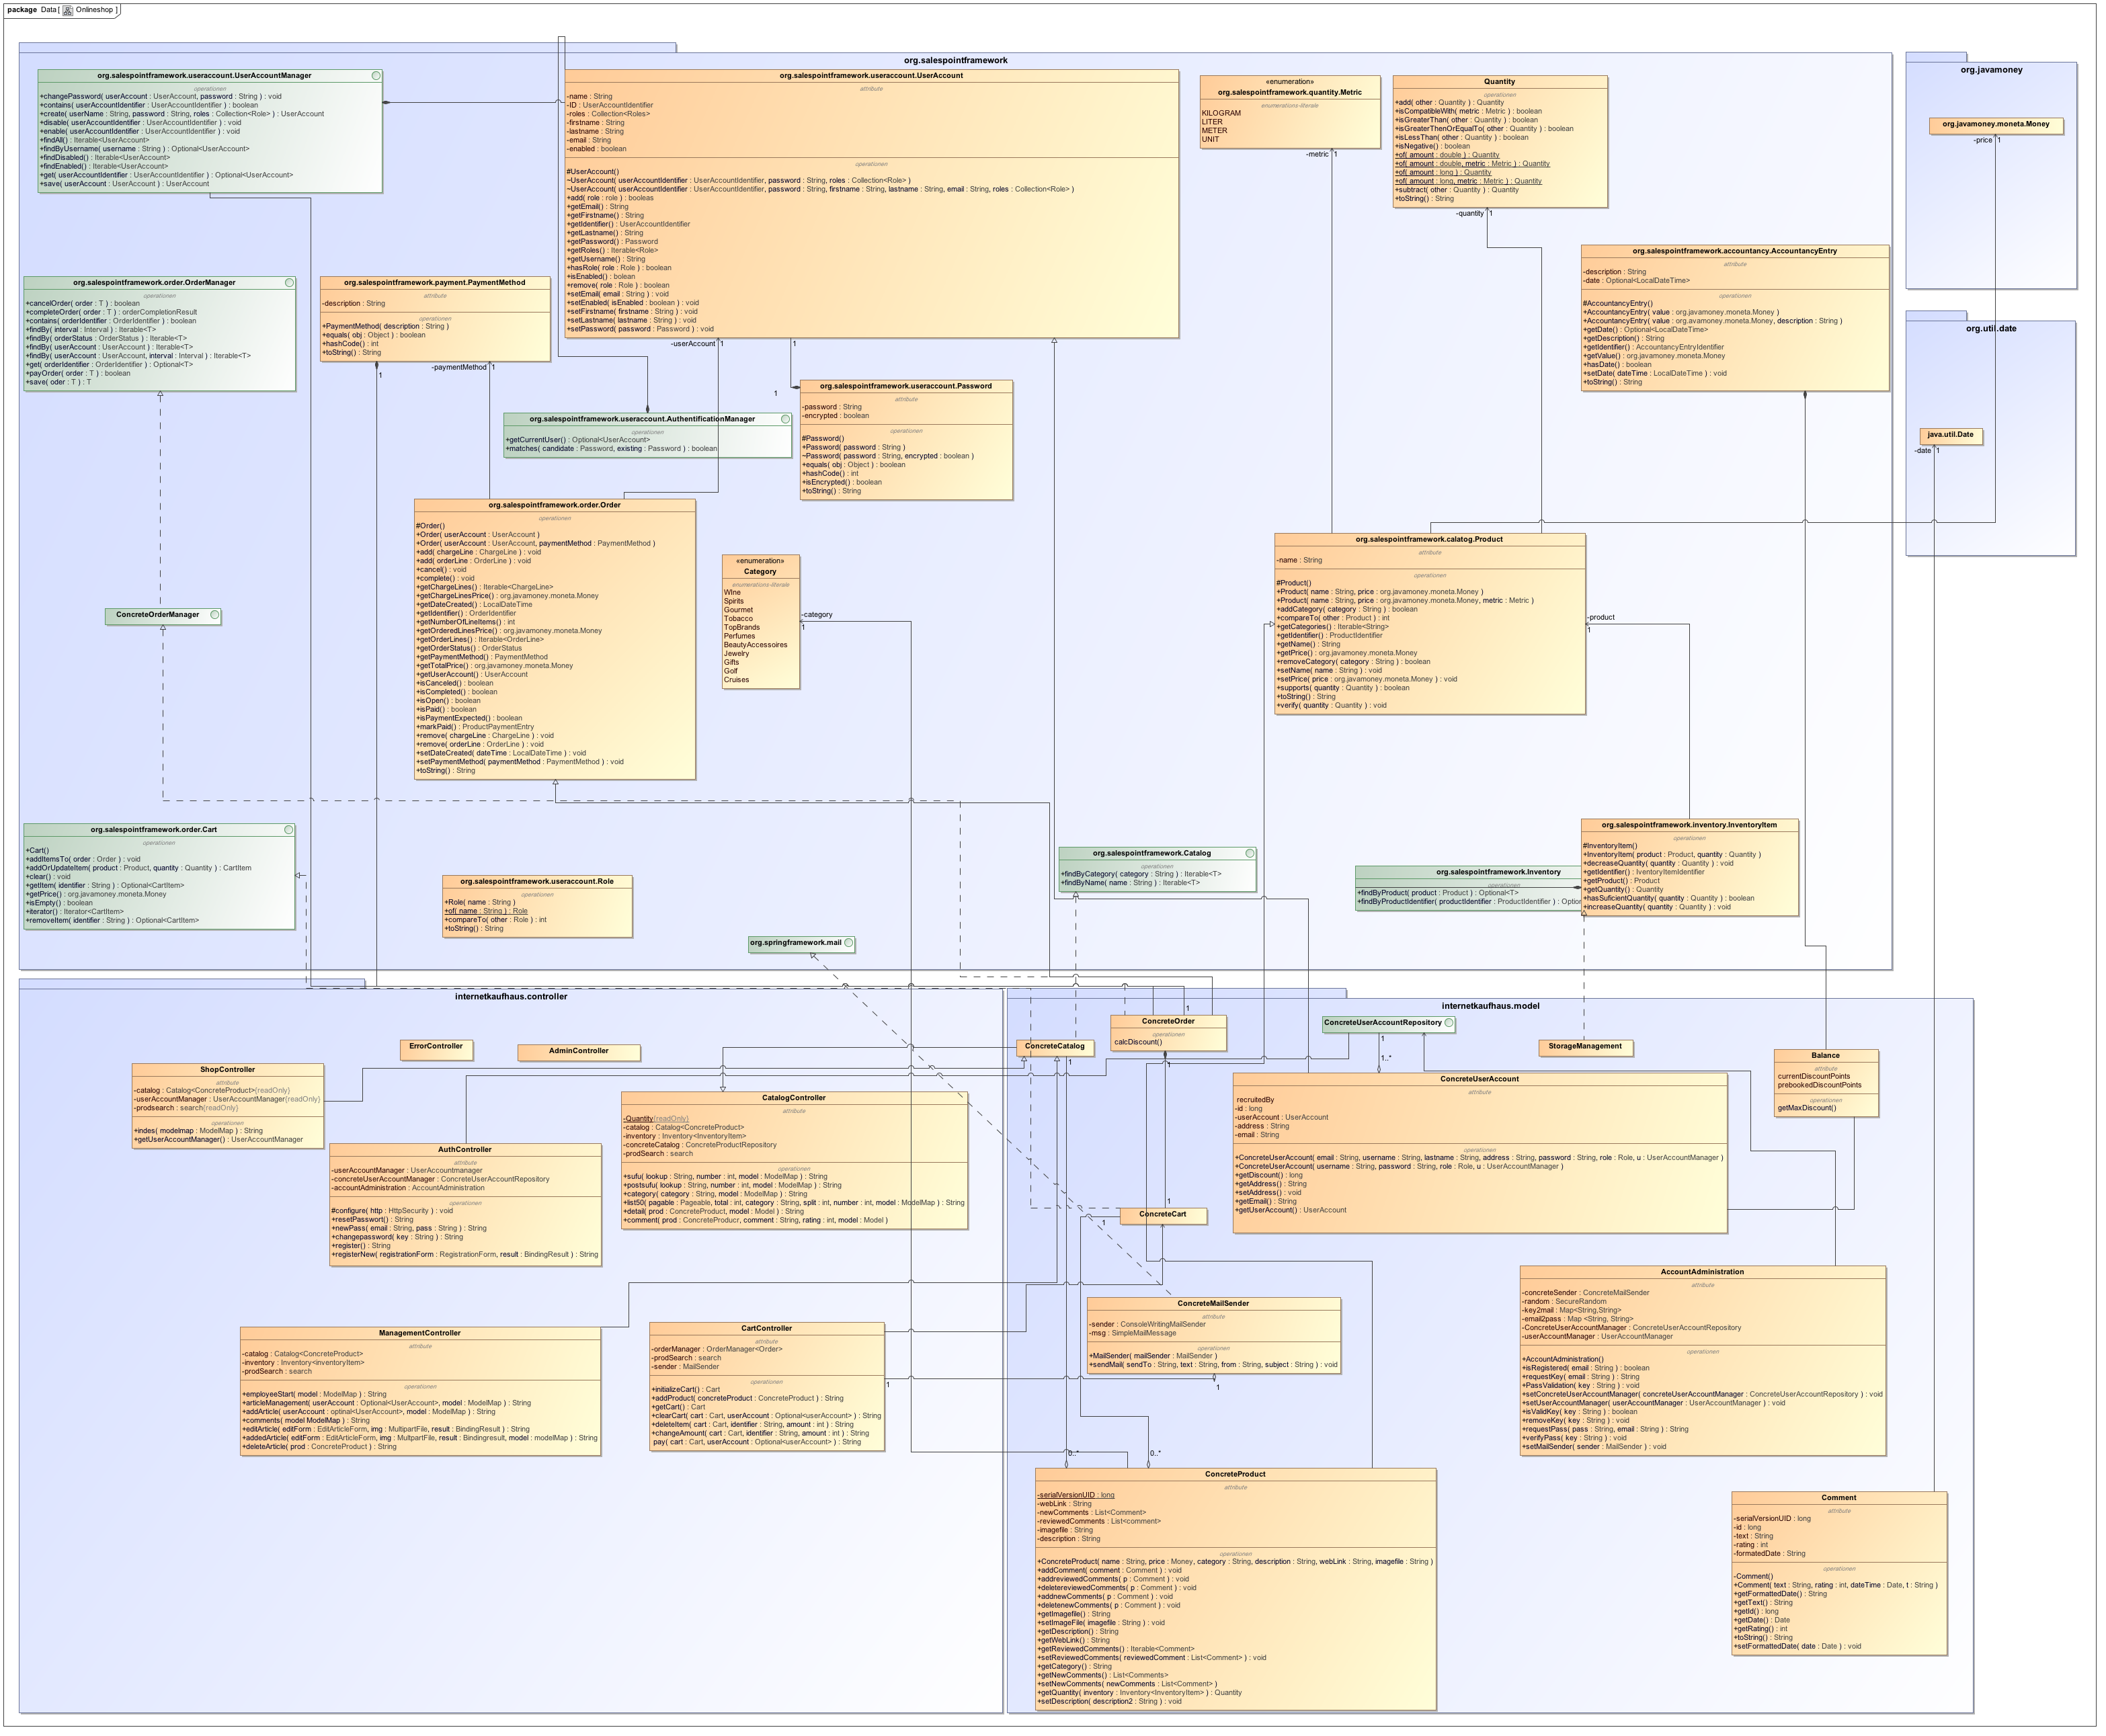 package Data [ Onlineshop ]
org.salespointframework
org.salespointframework.useraccount.UserAccountManager
operationen
+changePassword( userAccount : UserAccount, password : String ) : void
+contains( userAccountIdentifier : UserAccountIdentifier ) : boolean
+create( userName : String, password : String, roles : Collection<Role> ) : UserAccount
+disable( userAccountIdentifier : UserAccountIdentifier ) : void
+enable( userAccountIdentifier : UserAccountIdentifier ) : void
+findAll() : Iterable<UserAccount>
+findByUsername( username : String ) : Optional<UserAccount>
+findDisabled() : Iterable<UserAccount>
+findEnabled() : Iterable<UserAccount>
+get( userAccountIdentifier : UserAccountIdentifier ) : Optional<UserAccount>
+save( userAccount : UserAccount ) : UserAccount
org.salespointframework.useraccount.UserAccount
attribute
-name : String
-ID : UserAccountIdentifier
-roles : Collection<Roles>
-firstname : String
-lastname : String
-email : String
-enabled : boolean
operationen
#UserAccount()
~UserAccount( userAccountIdentifier : UserAccountIdentifier, password : String, roles : Collection<Role> )
~UserAccount( userAccountIdentifier : UserAccountIdentifier, password : String, firstname : String, lastname : String, email : String, roles : Collection<Role> )
+add( role : role ) : booleas
+getEmail() : String
+getFirstname() : String
+getIdentifier() : UserAccountIdentifier
+getLastname() : String
+getPassword() : Password
+getRoles() : Iterable<Role>
+getUsername() : String
+hasRole( role : Role ) : boolean
+isEnabled() : bolean
+remove( role : Role ) : boolean
+setEmail( email : String ) : void
+setEnabled( isEnabled : boolean ) : void
+setFirstname( firstname : String ) : void
+setLastname( lastname : String ) : void
+setPassword( password : Password ) : void
«enumeration»
org.salespointframework.quantity.Metric
enumerations-literale
KILOGRAM
LITER
METER
UNIT
-metric 1
Quantity
operationen
+add( other : Quantity ) : Quantity
+isCompatibleWith( metric : Metric ) : boolean
+isGreaterThan( other : Quantity ) : boolean
+isGreaterThenOrEqualTo( other : Quantity ) : boolean
+isLessThan( other : Quantity ) : boolean
+isNegative() : boolean
+of( amount : double ) : Quantity
+of( amount : double, metric : Metric ) : Quantity
+of( amount : long ) : Quantity
+of( amount : long, metric : Metric ) : Quantity
+subtract( other : Quantity ) : Quantity
+toString() : String
-quantity 1
org.javamoney
org.javamoney.moneta.Money
-price 1
org.salespointframework.accountancy.AccountancyEntry
attribute
-description : String
-date : Optional<LocalDateTime>
operationen
#AccountancyEntry()
+AccountancyEntry( value : org.javamoney.moneta.Money )
+AccountancyEntry( value : org.avamoney.moneta.Money, description : String )
+getDate() : Optional<LocalDateTime>
+getDescription() : String
+getIdentifier() : AccountancyEntryIdentifier
+getValue() : org.javamoney.moneta.Money
+hasDate() : boolean
+setDate( dateTime : LocalDateTime ) : void
+toString() : String
org.util.date
java.util.Date
-date 1
org.salespointframework.order.OrderManager
operationen
+cancelOrder( order : T ) : boolean
+completeOrder( order : T ) : orderCompletionResult
+contains( orderIdentifier : OrderIdentifier ) : boolean
+findBy( interval : Interval ) : Iterable<T>
+findBy( orderStatus : OrderStatus ) : Iterable<T>
+findBy( userAccount : UserAccount ) : Iterable<T>
+findBy( userAccount : UserAccount, interval : Interval ) : Iterable<T>
+get( orderIdentifier : OrderIdentifier ) : Optional<T>
+payOrder( order : T ) : boolean
+save( oder : T ) : T
org.salespointframework.payment.PaymentMethod
attribute
-description : String
operationen
+PaymentMethod( description : String )
+equals( obj : Object ) : boolean
+hashCode() : int
+toString() : String
1
-paymentMethod 1
-userAccount 1
1
1
org.salespointframework.useraccount.AuthentificationManager
operationen
+getCurrentUser() : Optional<UserAccount>
+matches( candidate : Password, existing : Password ) : boolean
org.salespointframework.useraccount.Password
attribute
-password : String
-encrypted : boolean
operationen
#Password()
+Password( password : String )
~Password( password : String, encrypted : boolean )
+equals( obj : Object ) : boolean
+hashCode() : int
+isEncrypted() : boolean
+toString() : String
org.salespointframework.order.Order
operationen
#Order()
+Order( userAccount : UserAccount )
+Order( userAccount : UserAccount, paymentMethod : PaymentMethod )
+add( chargeLine : ChargeLine ) : void
+add( orderLine : OrderLine ) : void
+cancel() : void
+complete() : void
+getChargeLines() : Iterable<ChargeLine>
+getChargeLinesPrice() : org.javamoney.moneta.Money
+getDateCreated() : LocalDateTime
+getIdentifier() : OrderIdentifier
+getNumberOfLineItems() : int
+getOrderedLinesPrice() : org.javamoney.moneta.Money
+getOrderLines() : Iterable<OrderLine>
+getOrderStatus() : OrderStatus
+getPaymentMethod() : PaymentMethod
+getTotalPrice() : org.javamoney.moneta.Money
+getUserAccount() : UserAccount
+isCanceled() : boolean
+isCompleted() : boolean
+isOpen() : boolean
+isPaid() : boolean
+isPaymentExpected() : boolean
+markPaid() : ProductPaymentEntry
+remove( chargeLine : ChargeLine ) : void
+remove( orderLine : OrderLine ) : void
+setDateCreated( dateTime : LocalDateTime ) : void
+setPaymentMethod( paymentMethod : PaymentMethod ) : void
+toString() : String
«enumeration»
Category
enumerations-literale
WIne
Spirits
Gourmet
Tobacco
TopBrands
Perfumes
BeautyAccessoires
Jewelry
Gifts
Golf
Cruises
-category
1
org.salespointframework.calatog.Product
attribute
-name : String
operationen
#Product()
+Product( name : String, price : org.javamoney.moneta.Money )
+Product( name : String, price : org.javamoney.moneta.Money, metric : Metric )
+addCategory( category : String ) : boolean
+compareTo( other : Product ) : int
+getCategories() : Iterable<String>
+getIdentifier() : ProductIdentifier
+getName() : String
+getPrice() : org.javamoney.moneta.Money
+removeCategory( category : String ) : boolean
+setName( name : String ) : void
+setPrice( price : org.javamoney.moneta.Money ) : void
+supports( quantity : Quantity ) : boolean
+toString() : String
+verify( quantity : Quantity ) : void
-product
1
ConcreteOrderManager
org.salespointframework.order.Cart
operationen
+Cart()
+addItemsTo( order : Order ) : void
+addOrUpdateItem( product : Product, quantity : Quantity ) : CartItem
+clear() : void
+getItem( identifier : String ) : Optional<CartItem>
+getPrice() : org.javamoney.moneta.Money
+isEmpty() : boolean
+iterator() : Iterator<CartItem>
+removeItem( identifier : String ) : Optional<CartItem>
org.salespointframework.useraccount.Role
operationen
+Role( name : String )
+of( name : String ) : Role
+compareTo( other : Role ) : int
+toString() : String
org.springframework.mail
org.salespointframework.Catalog
operationen
+findByCategory( category : String ) : Iterable<T>
+findByName( name : String ) : Iterable<T>
org.salespointframework.Inventory
operationen
+findByProduct( product : Product ) : Optional<T>
+findByProductIdentifier( productIdentifier : ProductIdentifier ) : Optio
org.salespointframework.inventory.InventoryItem
operationen
#InventoryItem()
+InventoryItem( product : Product, quantity : Quantity )
+decreaseQuantity( quantity : Quantity ) : void
+getIdentifier() : IventoryItemIdentifier
+getProduct() : Product
+getQuantity() : Quantity
+hasSuficientQuantity( quantity : Quantity ) : boolean
+increaseQuantity( quantity : Quantity ) : void
internetkaufhaus.controller
ErrorController
AdminController
ShopController
attribute
-catalog : Catalog<ConcreteProduct>{readOnly}
-userAccountManager : UserAccountManager{readOnly}
-prodsearch : search{readOnly}
operationen
+indes( modelmap : ModelMap ) : String
+getUserAccountManager() : UserAccountManager
AuthController
attribute
-userAccountManager : UserAccountmanager
-concreteUserAccountManager : ConcreteUserAccountRepository
-accountAdministration : AccountAdministration
operationen
#configure( http : HttpSecurity ) : void
+resetPasswort() : String
+newPass( email : String, pass : String ) : String
+changepassword( key : String ) : String
+register() : String
+registerNew( registrationForm : RegistrationForm, result : BindingResult ) : String
CatalogController
attribute
-Quantity{readOnly}
-catalog : Catalog<ConcreteProduct>
-inventory : Inventory<InventoryItem>
-concreteCatalog : ConcreteProductRepository
-prodSearch : search
operationen
+sufu( lookup : String, number : int, model : ModelMap ) : String
+postsufu( lookup : String, number : int, model : ModelMap ) : String
+category( category : String, model : ModelMap ) : String
+list50( pagable : Pageable, total : int, category : String, split : int, number : int, model : ModelMap ) : String
+detail( prod : ConcreteProduct, model : Model ) : String
+comment( prod : ConcreteProducr, comment : String, rating : int, model : Model )
ManagementController
attribute
-catalog : Catalog<ConcreteProduct>
-inventory : Inventory<inventoryItem>
-prodSearch : search
operationen
+employeeStart( model : ModelMap ) : String
+articleManagement( userAccount : Optional<UserAccount>, model : ModelMap ) : String
+addArticle( userAccount : optinal<UserAccount>, model : ModelMap ) : String
+comments( model ModelMap ) : String
+editArticle( editForm : EditArticleForm, img : MultipartFile, result : BindingResult ) : String
+addedArticle( editForm : EditArticleForm, img : MultipartFile, result : Bindingresult, model : modelMap ) : String
+deleteArticle( prod : ConcreteProduct ) : String
CartController
attribute
-orderManager : OrderManager<Order>
-prodSearch : search
-sender : MailSender
operationen
+initializeCart() : Cart
+addProduct( concreteProduct : ConcreteProduct ) : String
+getCart() : Cart
+clearCart( cart : Cart, userAccount : Optional<userAccount> ) : String
+deleteItem( cart : Cart, identifier : String, amount : int ) : String
+changeAmount( cart : Cart, identifier : String, amount : int ) : String
pay( cart : Cart, userAccount : Optional<userAccount> ) : String
1
internetkaufhaus.model
1
ConcreteOrder
operationen
calcDiscount()
ConcreteCatalog
1
1
ConcreteUserAccountRepository
1
1..*
StorageManagement
Balance
attribute
currentDiscountPoints
prebookedDiscountPoints
operationen
getMaxDiscount()
ConcreteUserAccount
attribute
recruitedBy
-id : long
-userAccount : UserAccount
-address : String
-email : String
operationen
+ConcreteUserAccount( email : String, username : String, lastname : String, address : String, password : String, role : Role, u : UserAccountManager )
+ConcreteUserAccount( username : String, password : String, role : Role, u : UserAccountManager )
+getDiscount() : long
+getAddress() : String
+setAddress() : void
+getEmail() : String
+getUserAccount() : UserAccount
1
ConcreteCart
1
ConcreteMailSender
attribute
-sender : ConsoleWritingMailSender
-msg : SimpleMailMessage
operationen
+MailSender( mailSender : MailSender )
+sendMail( sendTo : String, text : String, from : String, subject : String ) : void
1
AccountAdministration
attribute
-concreteSender : ConcreteMailSender
-random : SecureRandom
-key2mail : Map<String,String>
-email2pass : Map <String, String>
-ConcreteUserAccountManager : ConcreteUserAccountRepository
-userAccountManager : UserAccountManager
operationen
+AccountAdministration()
+isRegistered( email : String ) : boolean
+requestKey( email : String ) : String
+PassValidation( key : String ) : void
+setConcreteUserAccountManager( concreteUserAccountManager : ConcreteUserAccountRepository ) : void
+setUserAccountManager( userAccountManager : UserAccountManager ) : void
+isValidKey( key : String ) : boolean
+removeKey( key : String ) : void
+requestPass( pass : String, email : String ) : String
+verifyPass( key : String ) : void
+setMailSender( sender : MailSender ) : void
0..*
0..*
ConcreteProduct
attribute
-serialVersionUID : long
-webLink : String
-newComments : List<Comment>
-reviewedComments : List<comment>
-imagefile : String
-description : String
operationen
+ConcreteProduct( name : String, price : Money, category : String, description : String, webLink : String, imagefile : String )
+addComment( comment : Comment ) : void
+addreviewedComments( p : Comment ) : void
+deletereviewedComments( p : Comment ) : void
+addnewComments( p : Comment ) : void
+deletenewComments( p : Comment ) : void
+getImagefile() : String
+setImageFile( imagefile : String ) : void
+getDescription() : String
+getWebLink() : String
+getReviewedComments() : Iterable<Comment>
+setReviewedComments( reviewedComment : List<Comment> ) : void
+getCategory() : String
+getNewComments() : List<Comments>
+setNewComments( newComments : List<Comment> )
+getQuantity( inventory : Inventory<InventoryItem> ) : Quantity
+setDescription( description2 : String ) : void
Comment
attribute
-serialVersionUID : long
-id : long
-text : String
-rating : int
-formatedDate : String
operationen
-Comment()
+Comment( text : String, rating : int, dateTime : Date, t : String )
+getFormattedDate() : String
+getText() : String
+getId() : long
+getDate() : Date
+getRating() : int
+toString() : String
+setFormattedDate( date : Date ) : void